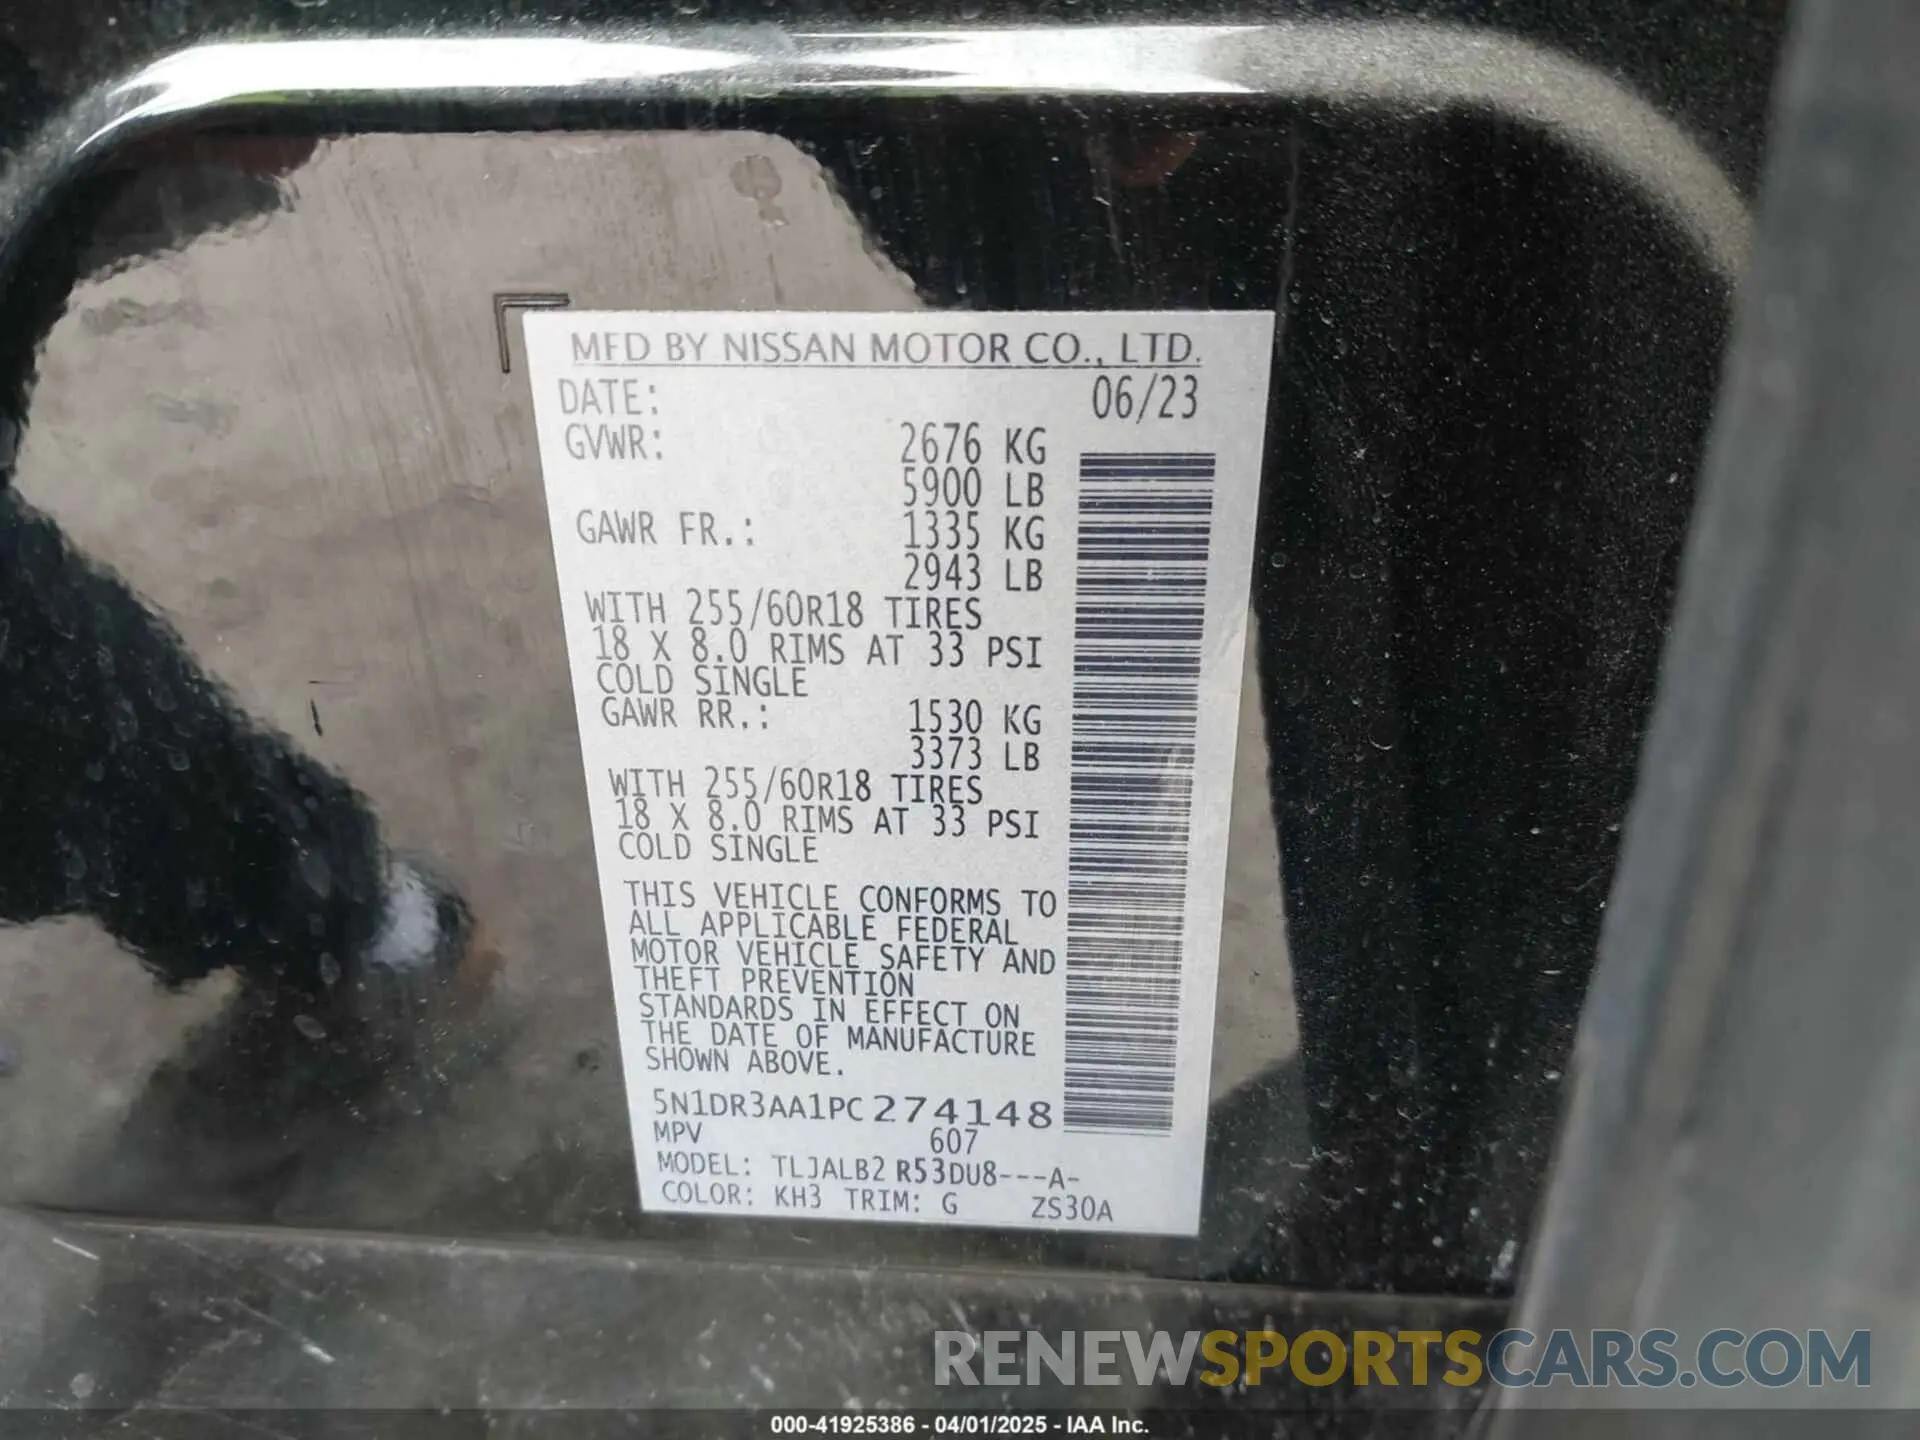 MFD BY NISSAN MOTOR CO., LTD.
DATE: 06/23
GVWR: 2676 KG
5900 LB
GAWR FR.: 1335 KG
2943 LB
WITH 255/60R18 TIRES
18 X 8.0 RIMS AT 33 PSI
COLD SINGLE
GAWR RR.: 1530 KG
3373 LB
WITH 255/60R18 TIRES
18 X 8.0 RIMS AT 33 PSI
COLD SINGLE
THIS VEHICLE CONFORMS TO
ALL APPLICABLE FEDERAL
MOTOR VEHICLE SAFETY AND
THEFT PREVENTION
STANDARDS IN EFFECT ON
THE DATE OF MANUFACTURE
SHOWN ABOVE.
5N1DR3AA1PC274148
MPV 607
MODEL: TLJALB2 R53DU8---A-
COLOR: KH3 TRIM: G ZS30A
RENEWSPORTSCARS.COM
000-41925386 - 04/01/2025 - IAA Inc.